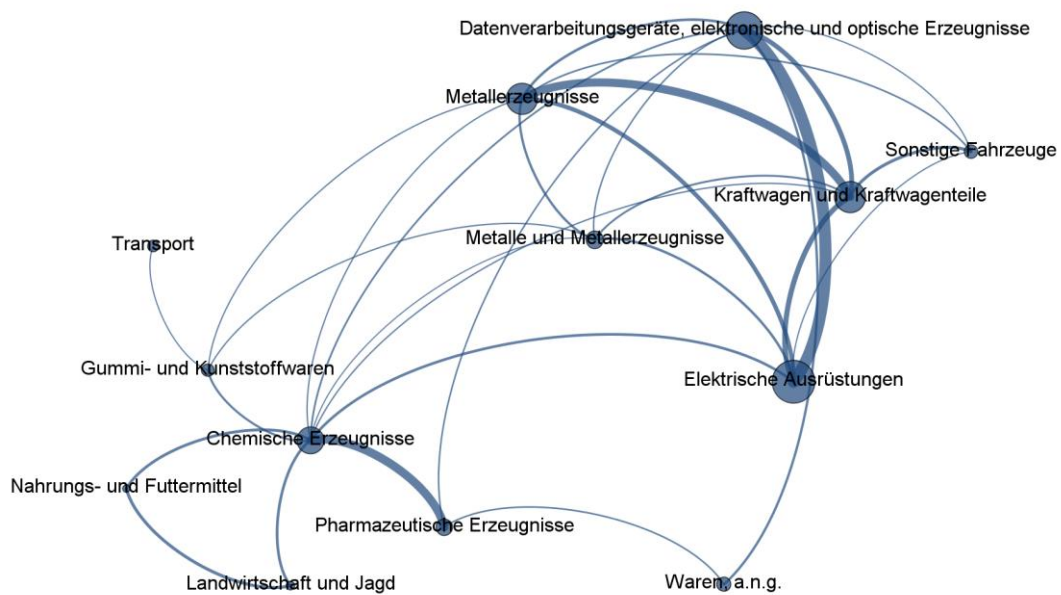 Datenverarbeitungsgeräte, elektronische und optische Erzeugnisse
Metallerzeugnisse
Sonstige Fahrzeuge
Kraftwagen und Kraftwagenteile
Transport
Metalle und Metallerzeugnisse
Gummi- und Kunststoffwaren
Elektrische Ausrüstungen
Chemische Erzeugnisse
Nahrungs- und Futtermittel
Pharmazeutische Erzeugnisse
Landwirtschaft und Jagd
Waren, a.n.g.